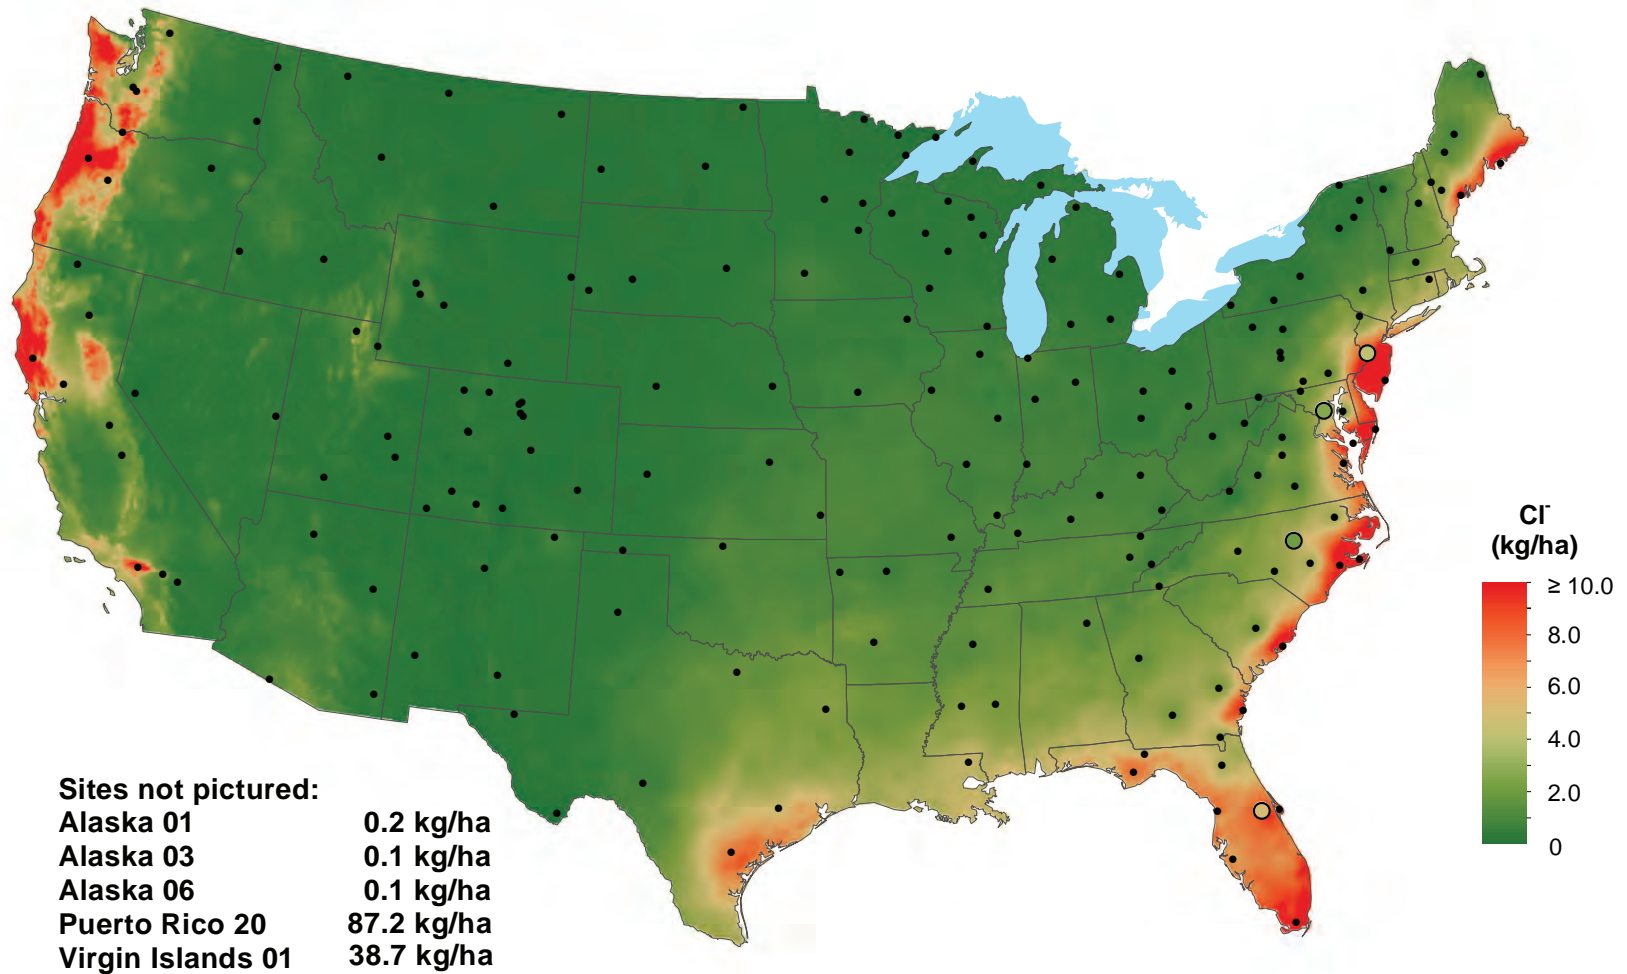 Cl-
(kg/ha)
≥ 10.0
8.0
6.0
4.0
2.0
0
Sites not pictured:
Alaska 01 0.2 kg/ha
Alaska 03 0.1 kg/ha
Alaska 06 0.1 kg/ha
Puerto Rico 20 87.2 kg/ha
Virgin Islands 01 38.7 kg/ha